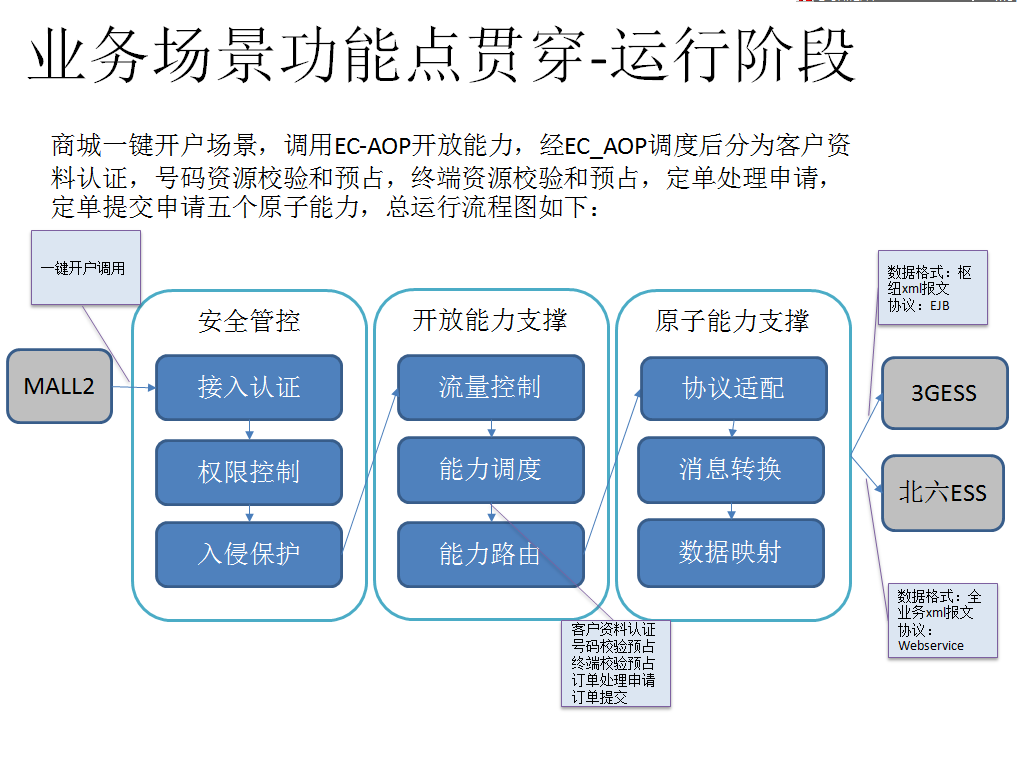 业务场景功能点贯穿-运行阶段
商城一键开户场景，调用EC-AOP开放能力，经EC_AOP调度后分为客户资
料认证，号码资源校验和预占，终端资源校验和预占，定单处理申请，
定单提交申请五个原子能力，总运行流程图如下：
一键开户调用
MALL2
安全管控
接入认证
权限控制
入侵保护
开放能力支撑
流量控制
能力调度
能力路由
客户资料认证
号码校验预占
终端校验预占
订单处理申请
订单提交
原子能力支撑
协议适配
消息转换
数据映射
数据格式：枢
纽xml报文
协议：EJB
3GESS
北六ESS
数据格式：全
业务xml报文
协议：
Webservice